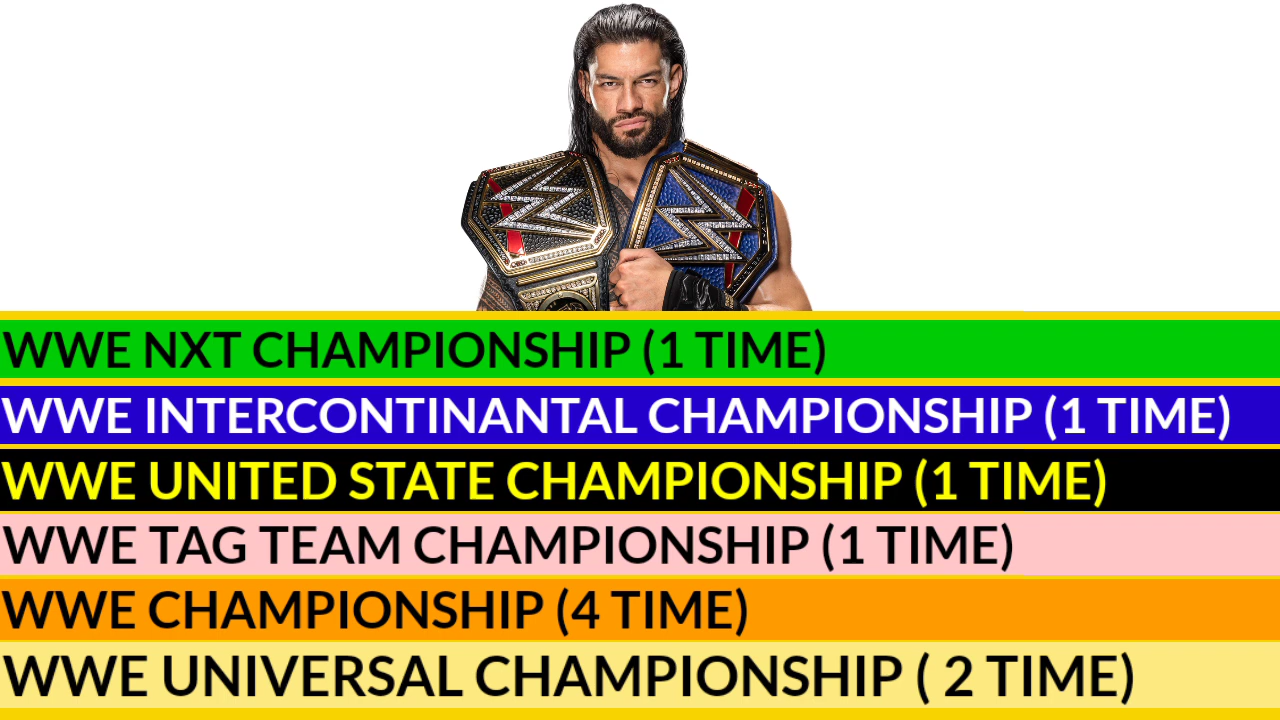 WWE NXT CHAMPIONSHIP (1 TIME)
WWE INTERCONTINANTAL CHAMPIONSHIP (1 TIME)
WWE UNITED STATE CHAMPIONSHIP (1 TIME)
WWE TAG TEAM CHAMPIONSHIP (1 TIME)
WWE CHAMPIONSHIP (4 TIME)
WWE UNIVERSAL CHAMPIONSHIP ( 2 TIME)